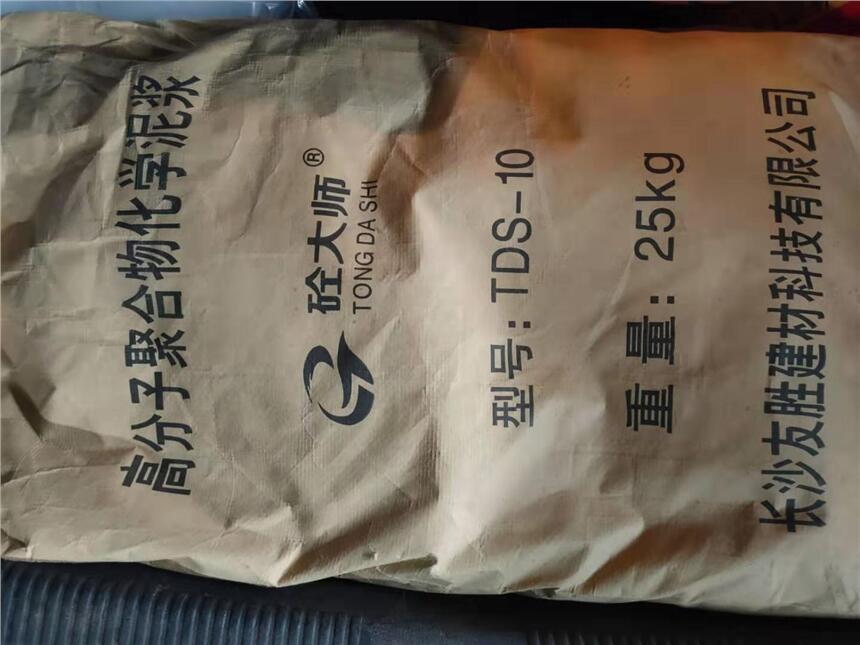 高分子聚合物化学泥浆
砼大师®
TONG DA SHI
型号:TDS-10
重量:25kg
长沙友胜建材科技有限公司